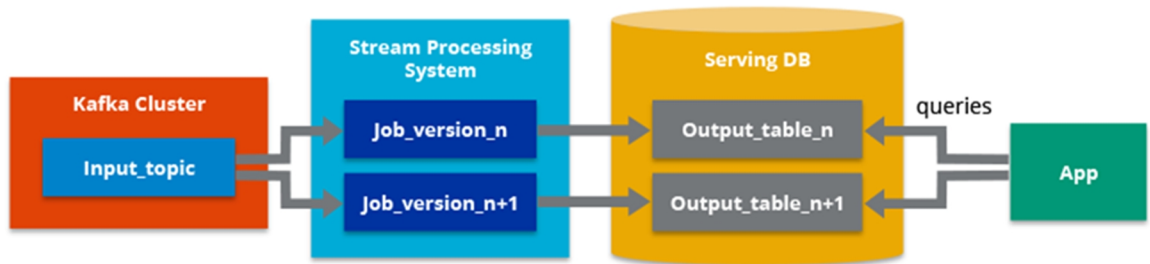 Kafka Cluster
Input_topic
Stream Processing
System
Job_version_n
Job_version_n+1
Serving DB
Output_table_n
Output_table_n+1
queries
App